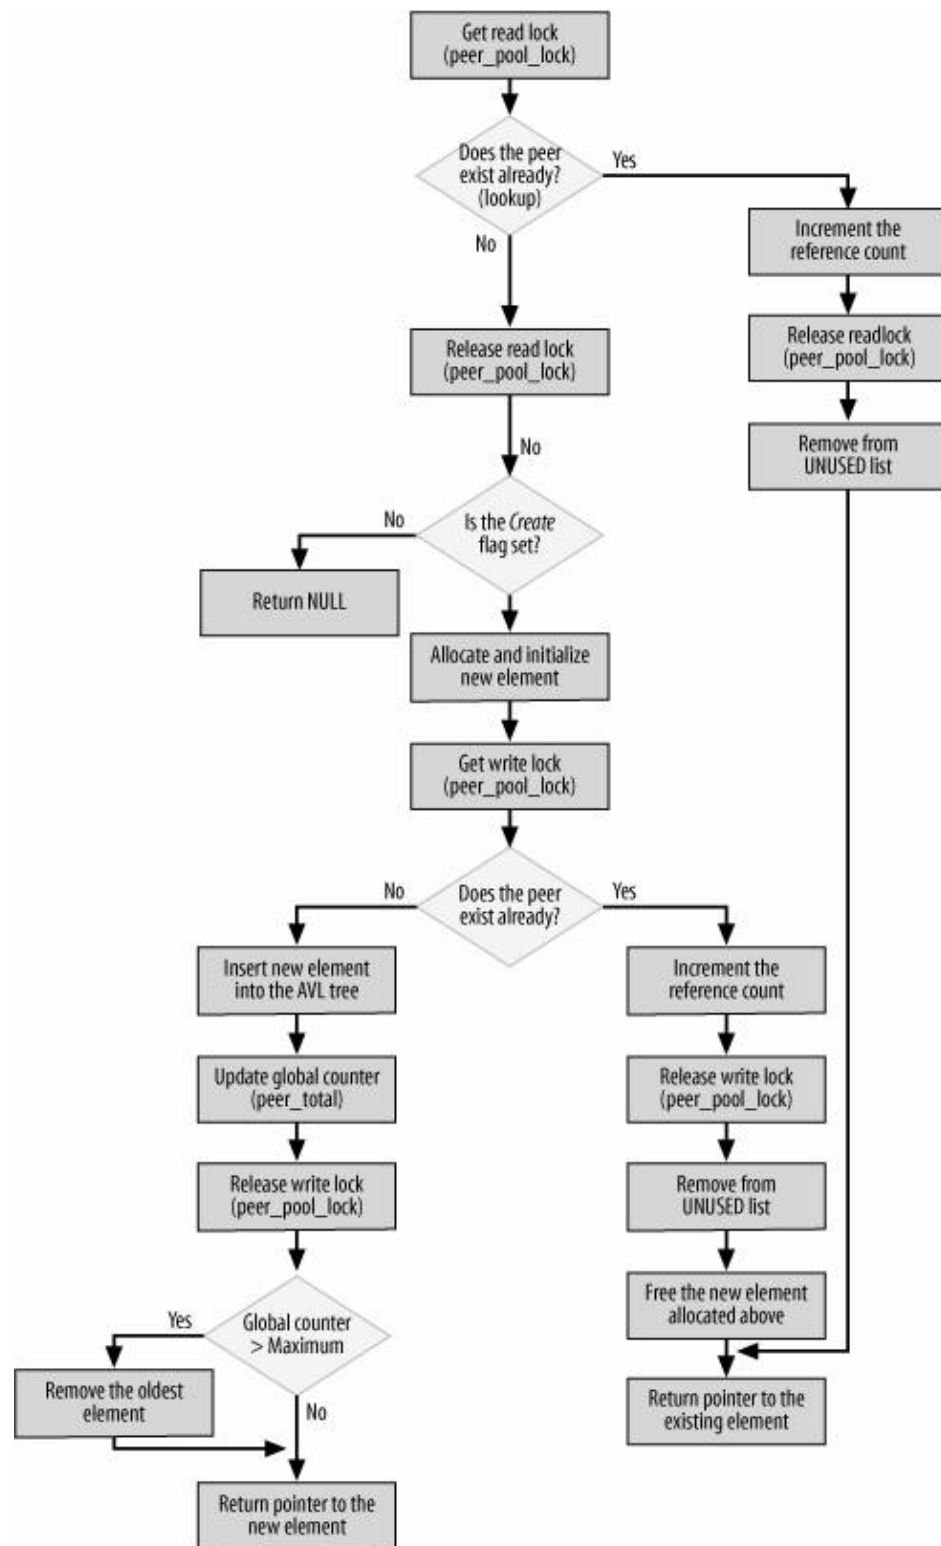 Get read lock
(peer_pool_lock)
Does the peer
exist already?
(lookup)
Yes
No
Increment the
reference count
Release readlock
(peer_pool_lock)
Remove from
UNUSED list
Release read lock
(peer_pool_lock)
No
Is the Create
flag set?
No
Return NULL
Allocate and initialize
new element
Get write lock
(peer_pool_lock)
Does the peer
exist already?
No
Yes
Insert new element
into the AVL tree
Update global counter
(peer_total)
Release write lock
(peer_pool_lock)
Global counter
> Maximum
Yes
Remove the oldest
element
No
Return pointer to the
new element
Increment the
reference count
Release write lock
(peer_pool_lock)
Remove from
UNUSED list
Free the new element
allocated above
Return pointer to the
existing element